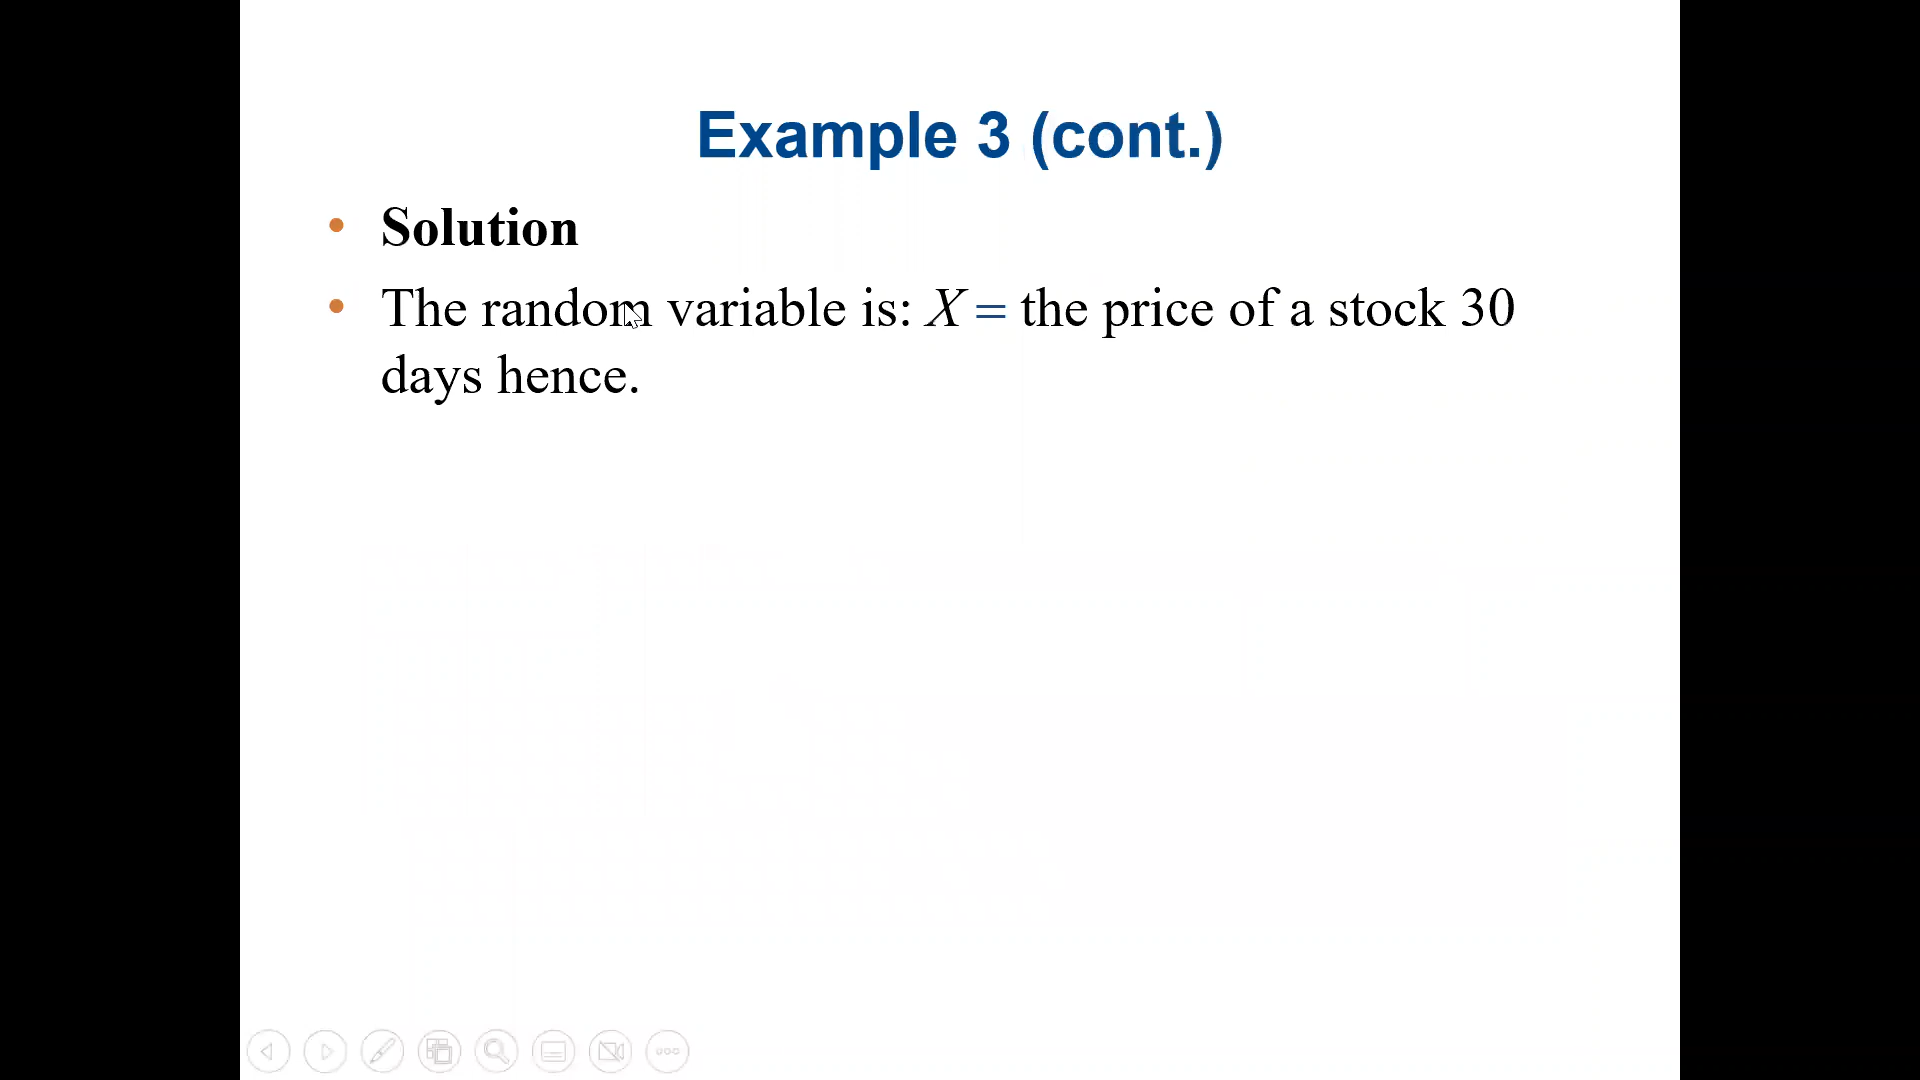 Example 3 (cont.)
• Solution
• The random variable is: X = the price of a stock 30
days hence.